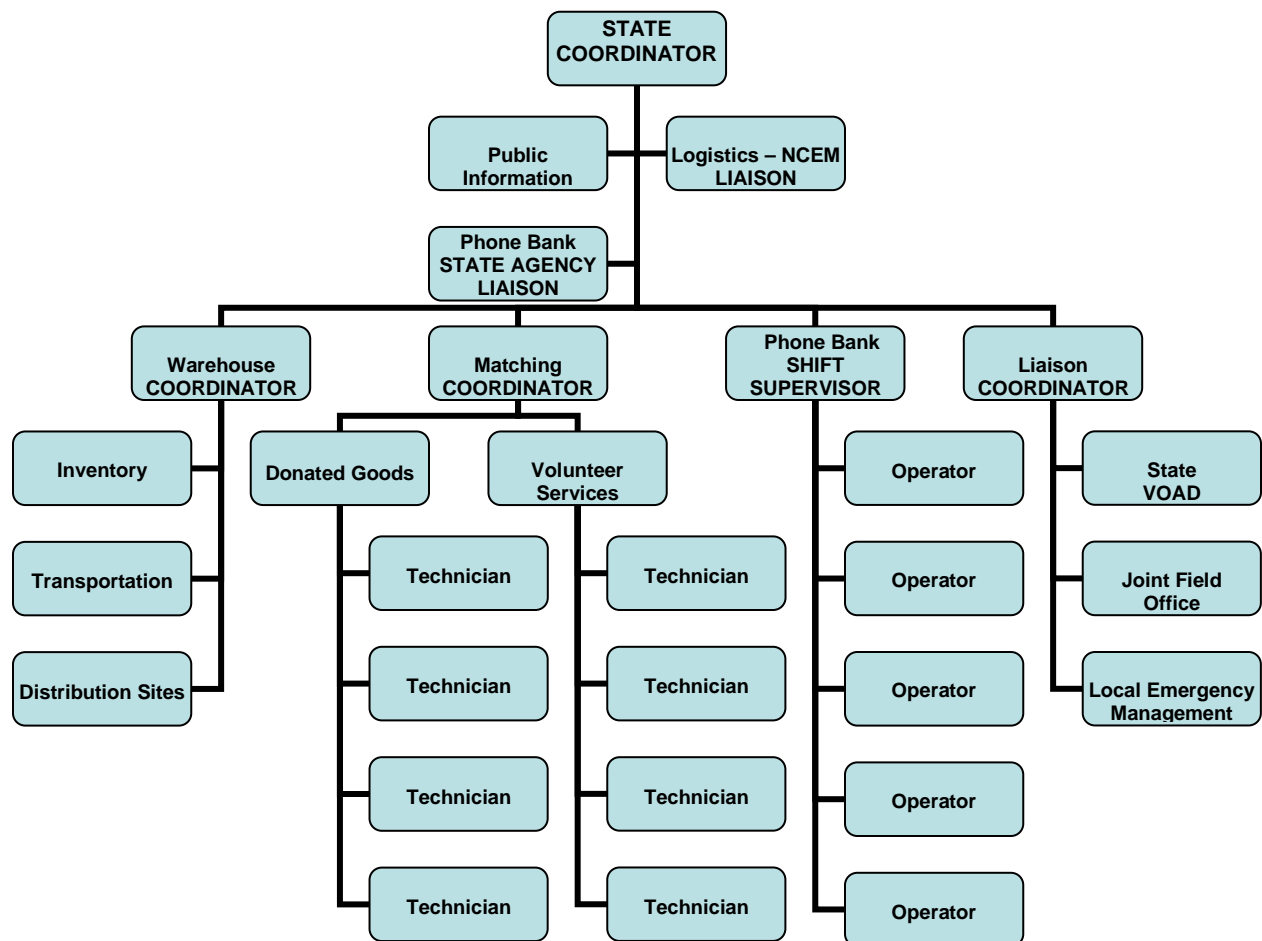 STATE
COORDINATOR
Public
Information
Logistics – NCEM
LIAISON
Phone Bank
STATE AGENCY
LIAISON
Warehouse
COORDINATOR
Matching
COORDINATOR
Phone Bank
SHIFT
SUPERVISOR
Liaison
COORDINATOR
Inventory
Donated Goods
Volunteer
Services
Operator
State
VOAD
Transportation
Technician
Technician
Operator
Joint Field
Office
Distribution Sites
Technician
Technician
Operator
Local Emergency
Management
Technician
Technician
Operator
Technician
Technician
Operator